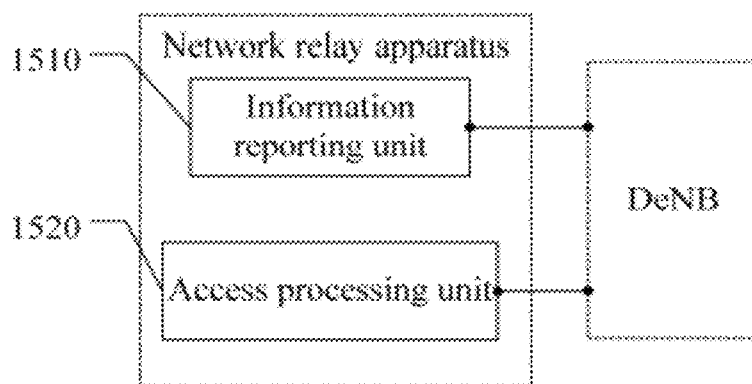 Network relay apparatus
1510
Information
reporting unit
DeNB
1520
Access processing unit